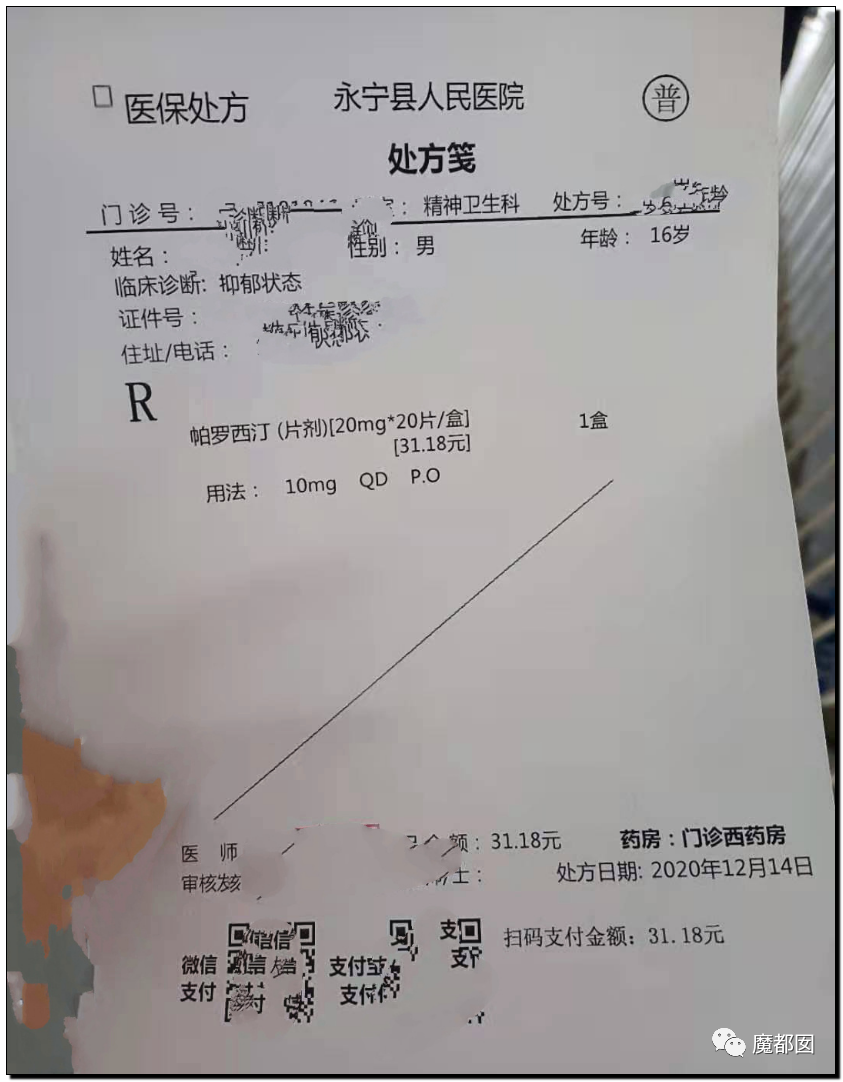 医保处方 永宁县人民医院 普
处方笺
门诊号： 精神卫生科 处方号：
姓名： 性别：男 年龄：16岁
临床诊断: 抑郁状态
证件号：
住址/电话：
R
帕罗西汀 (片剂)[20mg*20片/盒] 1盒
[31.18元]
用法： 10mg QD P.O
医 师 额：31.18元 药房：门诊西药房
审核 士： 处方日期: 2020年12月14日
扫码支付金额：31.18元
微信 支付
支付 支付
魔都囡